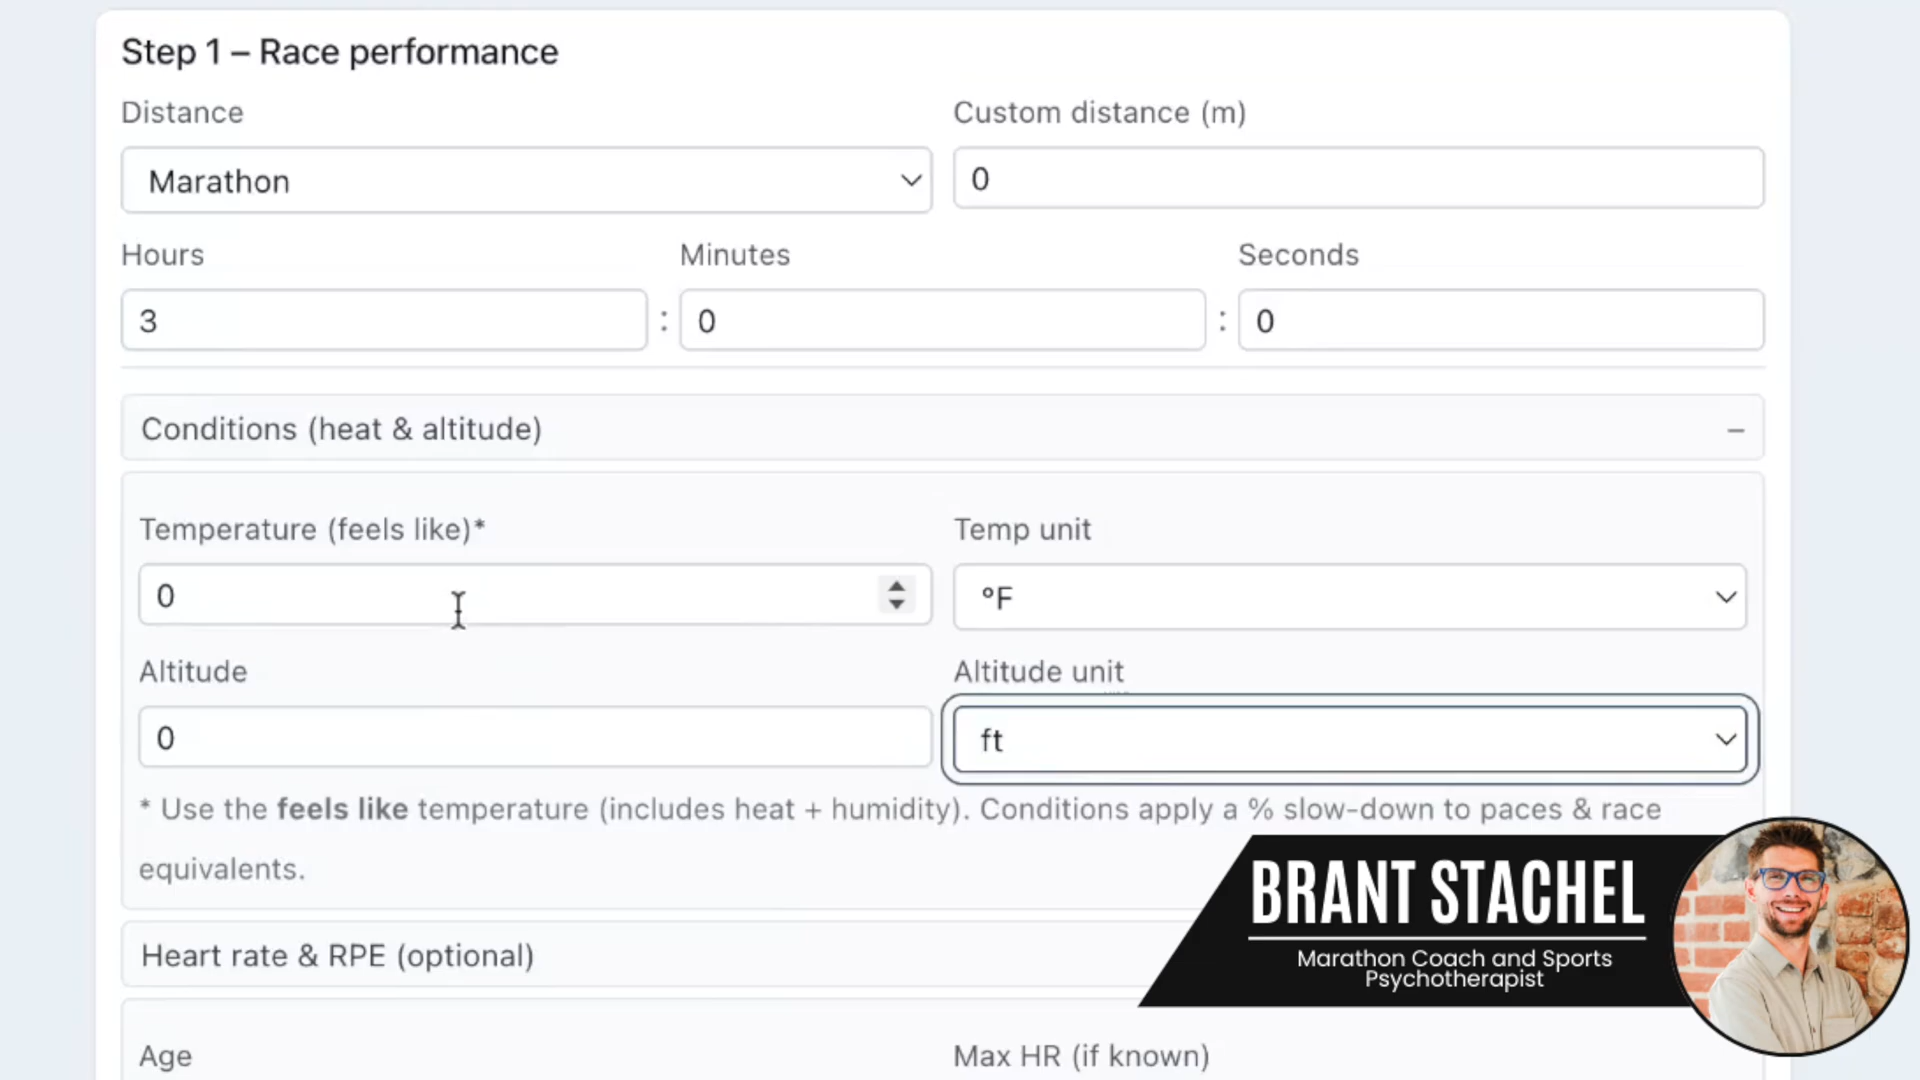 Step 1 – Race performance
Distance
Custom distance (m)
Marathon
0
Hours
Minutes
Seconds
3 : 0 : 0
Conditions (heat & altitude) –
Temperature (feels like)*
Temp unit
0
°F
Altitude
Altitude unit
0
ft
* Use the feels like temperature (includes heat + humidity). Conditions apply a % slow-down to paces & race
equivalents.
Heart rate & RPE (optional)
Age
Max HR (if known)
BRANT STACHEL
Marathon Coach and Sports
Psychotherapist